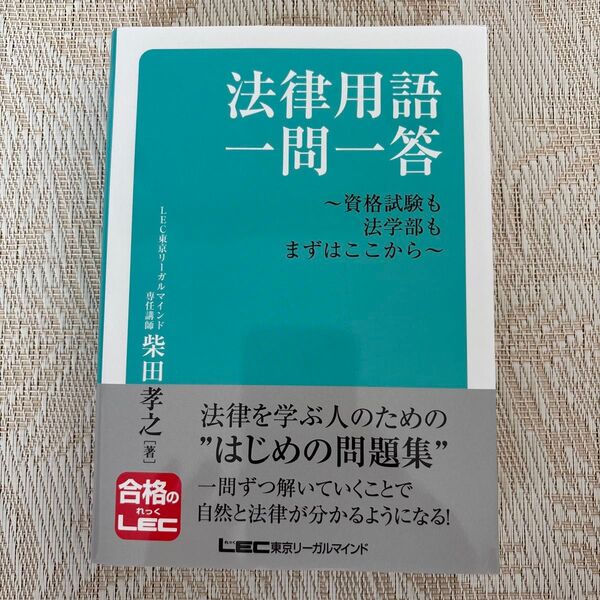 法律用語
一問一答
～資格試験も
法学部も
まずはここから～
LEC東京リーガルマインド
専任講師
柴田孝之［著］
法律を学ぶ人のための
”はじめの問題集”
一問ずつ解いていくことで
自然と法律が分かるようになる!
合格の
れっく
LEC
れっく
LEC東京リーガルマインド